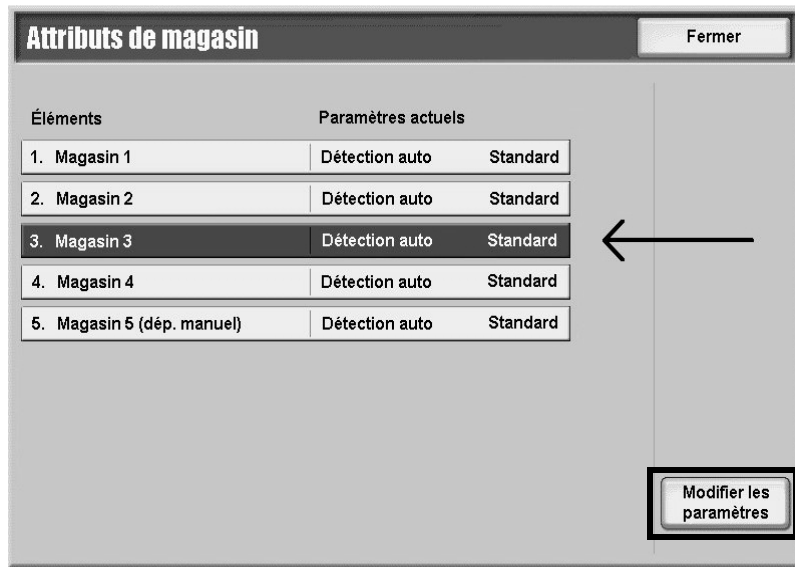 Attributs de magasin
Fermer
Éléments Paramètres actuels
1. Magasin 1 Détection auto Standard
2. Magasin 2 Détection auto Standard
3. Magasin 3 Détection auto Standard
4. Magasin 4 Détection auto Standard
5. Magasin 5 (dép. manuel) Détection auto Standard
Modifier les
paramètres